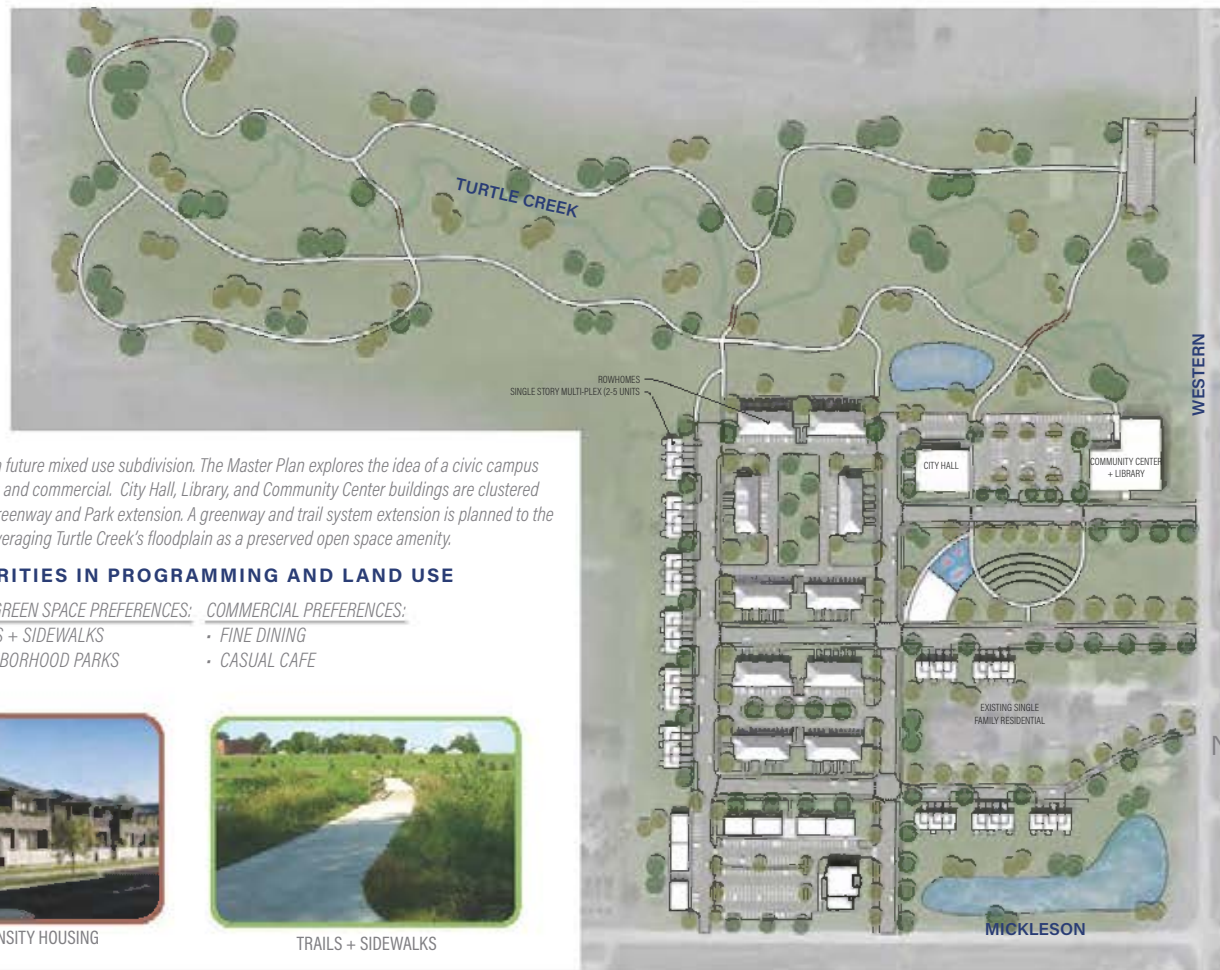 TURTLE CREEK
WESTERN
ROWHOMES
SINGLE STORY MULTI-PLEX (2-5 UNITS
CITY HALL
COMMUNITY CENTER
+ LIBRARY
EXISTING SINGLE
FAMILY RESIDENTIAL
MICKLESON
future mixed use subdivision. The Master Plan explores the idea of a civic campus
and commercial. City Hall, Library, and Community Center buildings are clustered
reenway and Park extension. A greenway and trail system extension is planned to the
veraging Turtle Creek's floodplain as a preserved open space amenity.
RITIES IN PROGRAMMING AND LAND USE
GREEN SPACE PREFERENCES:
S + SIDEWALKS
BORHOOD PARKS
COMMERCIAL PREFERENCES:
• FINE DINING
• CASUAL CAFE
NSITY HOUSING
TRAILS + SIDEWALKS